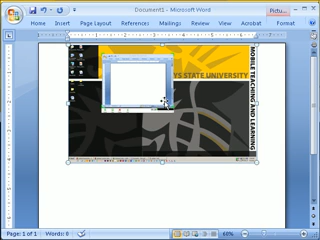 Document1 - Microsoft Word
Pictu...
Home Insert Page Layout References Mailings Review View Acrobat Format
YS STATE UNIVERSITY
MOBILE TEACHING AND LEARNING
Page: 1 of 1 Words: 8 68%